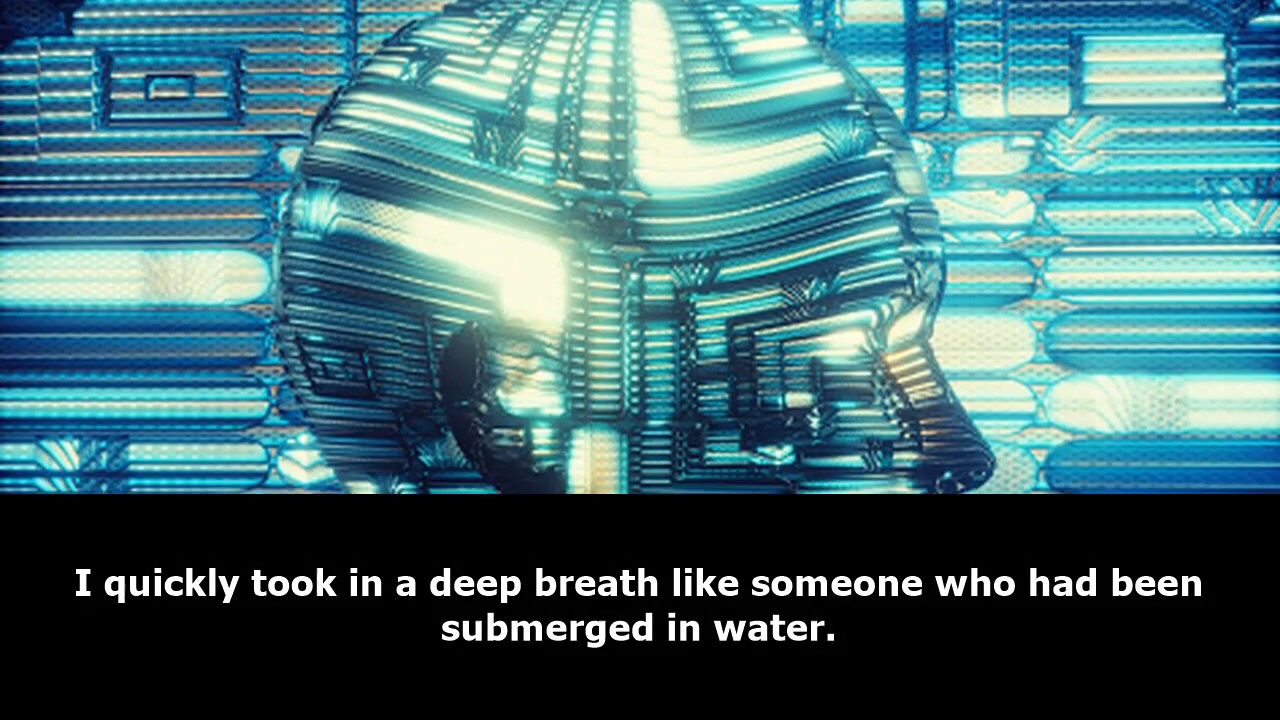 I quickly took in a deep breath like someone who had been
submerged in water.